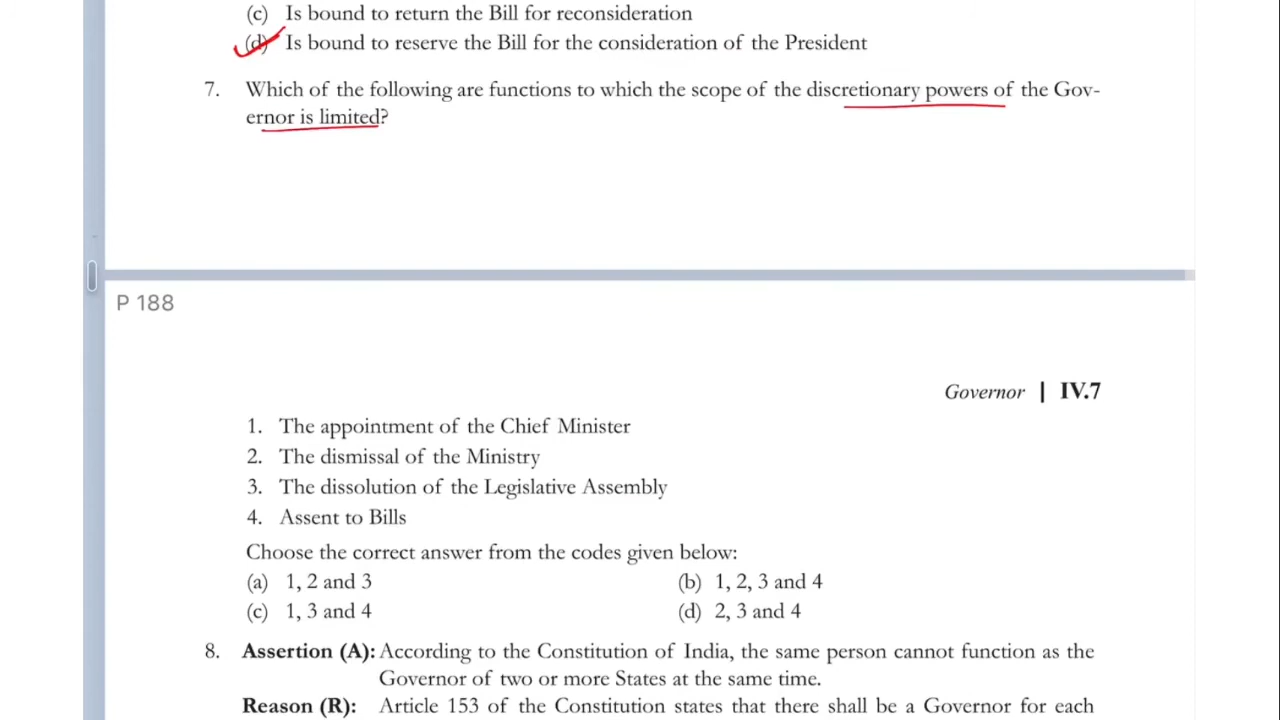 (c) Is bound to return the Bill for reconsideration
(d) Is bound to reserve the Bill for the consideration of the President
7. Which of the following are functions to which the scope of the discretionary powers of the Gov-
ernor is limited?
P 188
Governor | IV.7
1. The appointment of the Chief Minister
2. The dismissal of the Ministry
3. The dissolution of the Legislative Assembly
4. Assent to Bills
Choose the correct answer from the codes given below:
(a) 1, 2 and 3 (b) 1, 2, 3 and 4
(c) 1, 3 and 4 (d) 2, 3 and 4
8. Assertion (A): According to the Constitution of India, the same person cannot function as the
Governor of two or more States at the same time.
Reason (R): Article 153 of the Constitution states that there shall be a Governor for each